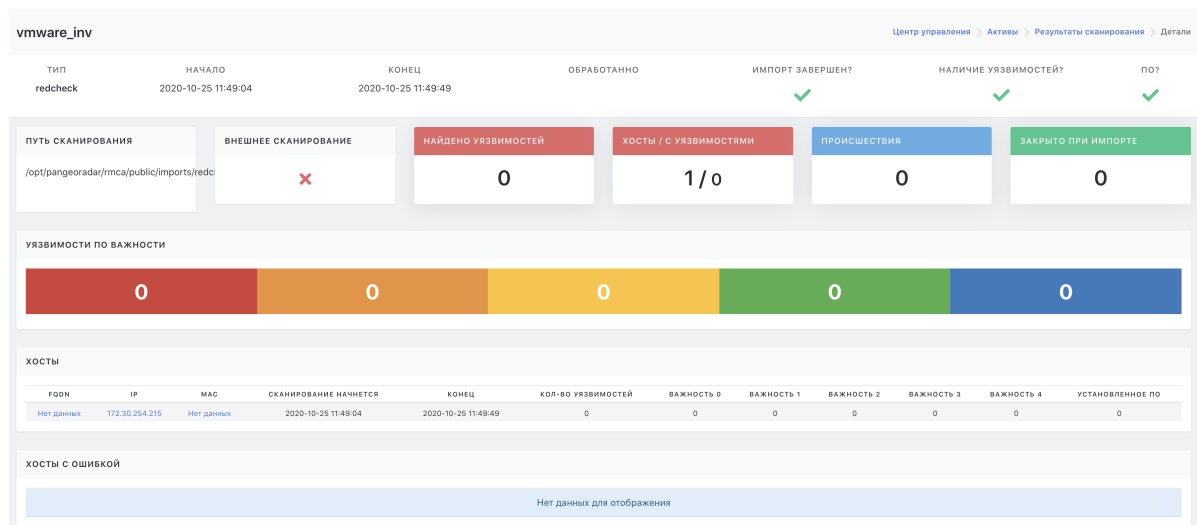 vmware_inv
Центр управления > Активы > Результаты сканирования > Детали
ТИП НАЧАЛО КОНЕЦ ОБРАБОТАННО ИМПОРТ ЗАВЕРШЕН? НАЛИЧИЕ УЯЗВИМОСТЕЙ? ПО?
redcheck 2020-10-25 11:49:04 2020-10-25 11:49:49
ПУТЬ СКАНИРОВАНИЯ ВНЕШНЕЕ СКАНИРОВАНИЕ НАЙДЕНО УЯЗВИМОСТЕЙ ХОСТЫ / С УЯЗВИМОСТЯМИ ПРОИСШЕСТВИЯ ЗАКРЫТО ПРИ ИМПОРТЕ
/opt/pangeoradar/rmca/public/imports/redc 0 1 / 0 0 0
УЯЗВИМОСТИ ПО ВАЖНОСТИ
0 0 0 0 0
ХОСТЫ
FQDN IP MAC СКАНИРОВАНИЕ НАЧНЕТСЯ КОНЕЦ КОЛ-ВО УЯЗВИМОСТЕЙ ВАЖНОСТЬ 0 ВАЖНОСТЬ 1 ВАЖНОСТЬ 2 ВАЖНОСТЬ 3 ВАЖНОСТЬ 4 УСТАНОВЛЕННОЕ ПО
Нет данных 172.30.254.215 Нет данных 2020-10-25 11:49:04 2020-10-25 11:49:49 0 0 0 0 0 0 0
ХОСТЫ С ОШИБКОЙ
Нет данных для отображения